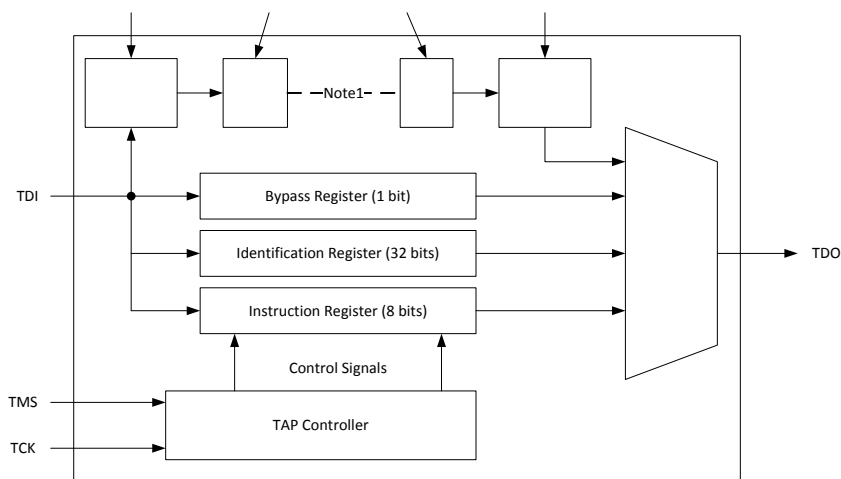 Note1
TDI
Bypass Register (1 bit)
Identification Register (32 bits)
TDO
Instruction Register (8 bits)
Control Signals
TMS
TAP Controller
TCK